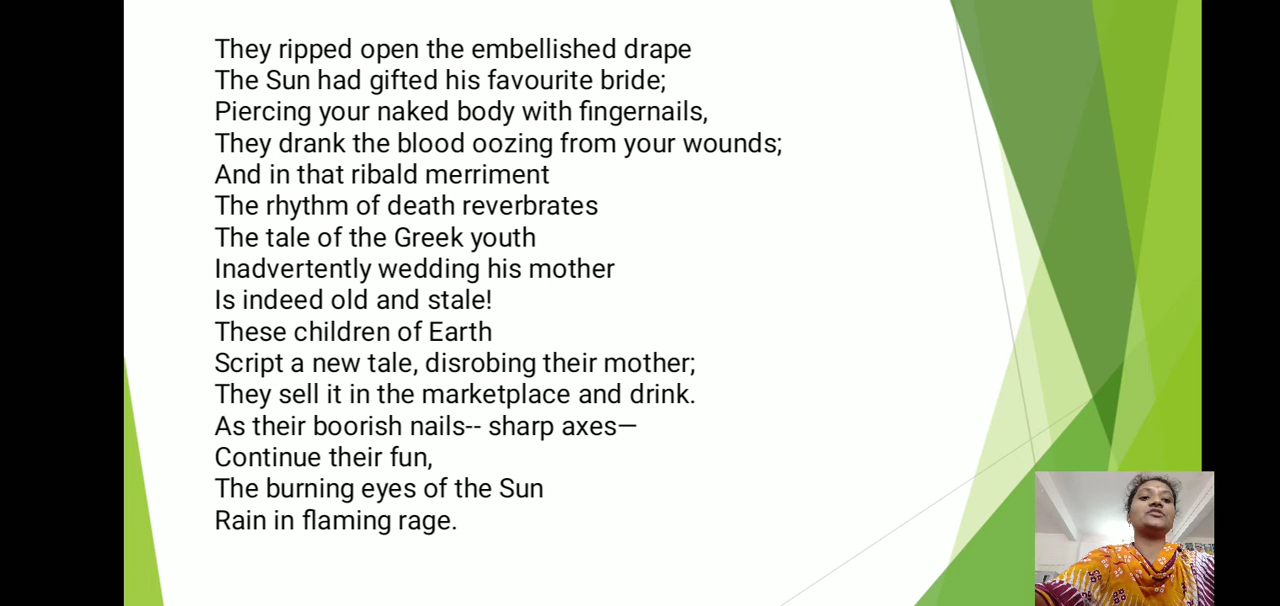 They ripped open the embellished drape
The Sun had gifted his favourite bride;
Piercing your naked body with fingernails,
They drank the blood oozing from your wounds;
And in that ribald merriment
The rhythm of death reverbrates
The tale of the Greek youth
Inadvertently wedding his mother
Is indeed old and stale!
These children of Earth
Script a new tale, disrobing their mother;
They sell it in the marketplace and drink.
As their boorish nails-- sharp axes—
Continue their fun,
The burning eyes of the Sun
Rain in flaming rage.